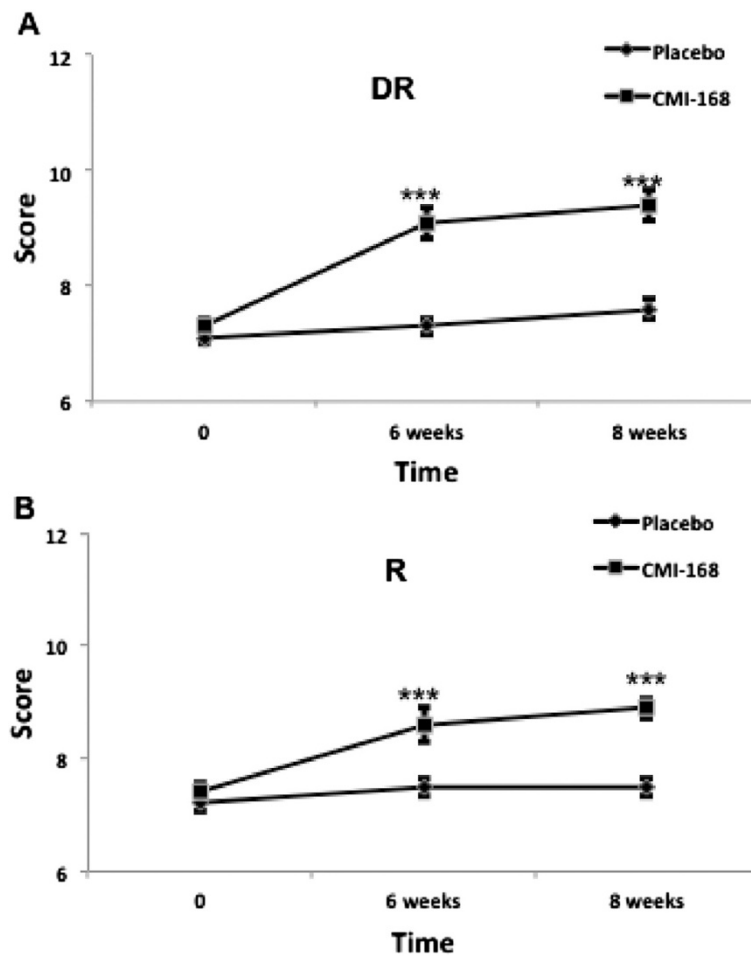 A
12
10
8
6
Score
DR
Placebo
CMI-168
***
***
0
6 weeks
8 weeks
Time
B
12
10
8
6
Score
R
Placebo
CMI-168
***
***
0
6 weeks
8 weeks
Time